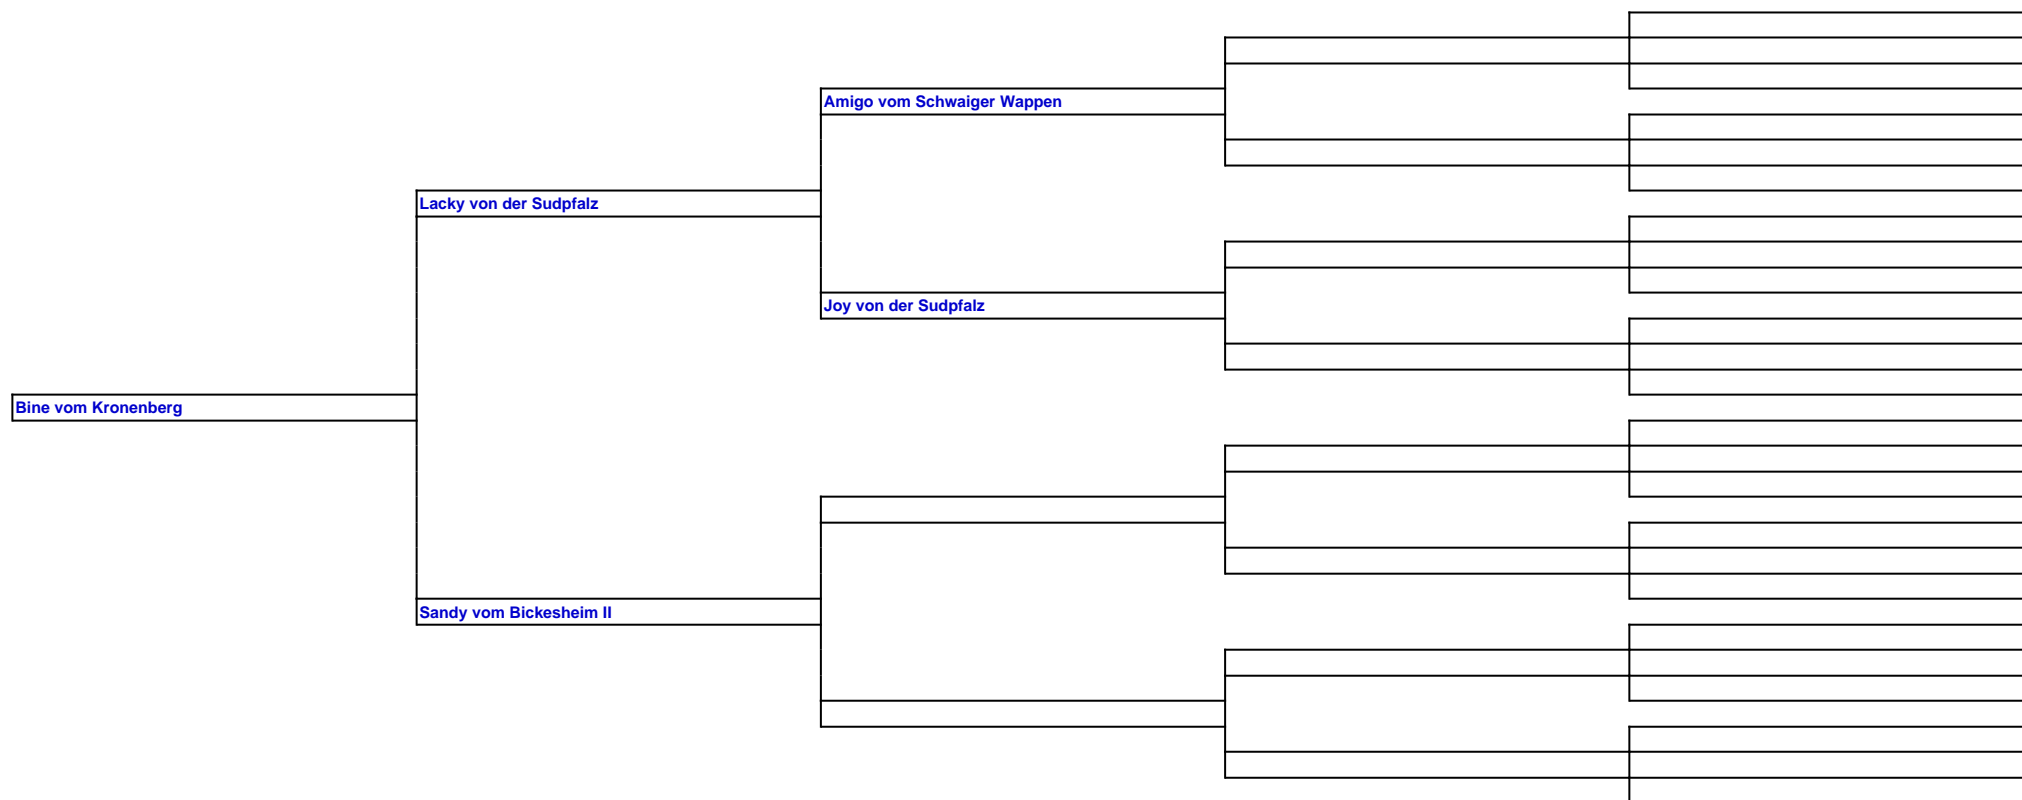 Amigo vom Schwaiger Wappen
Lacky von der Sudpfalz
Joy von der Sudpfalz
Bine vom Kronenberg
Sandy vom Bickesheim II